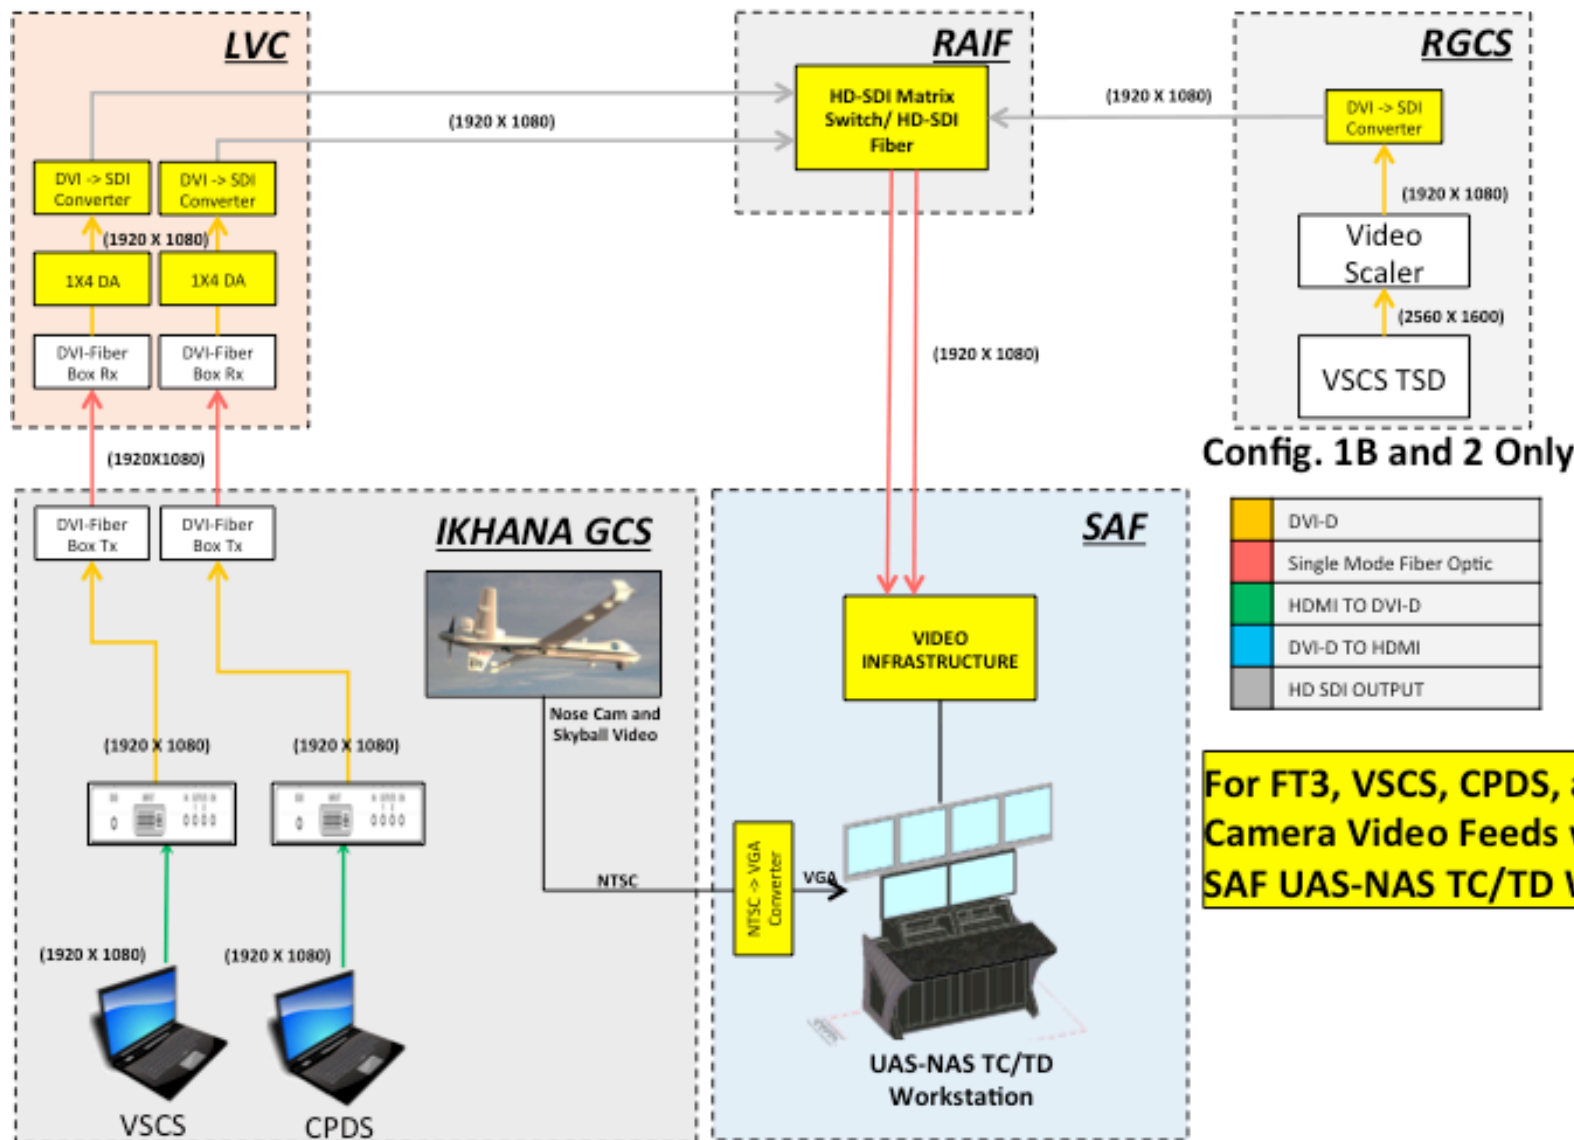 LVC
RAIF
RGCS
HD-SDI Matrix
Switch/ HD-SDI
Fiber
(1920 X 1080)
(1920 X 1080)
DVI -> SDI
Converter
DVI -> SDI
Converter
DVI -> SDI
Converter
(1920 X 1080)
(1920 X 1080)
Video
Scaler
1X4 DA
1X4 DA
(2560 X 1600)
DVI-Fiber
Box Rx
DVI-Fiber
Box Rx
(1920 X 1080)
VSCS TSD
(1920X1080)
Config. 1B and 2 Only
DVI-Fiber
Box Tx
DVI-Fiber
Box Tx
IKHANA GCS
SAF
DVI-D
Single Mode Fiber Optic
HDMI TO DVI-D
DVI-D TO HDMI
HD SDI OUTPUT
VIDEO
INFRASTRUCTURE
Nose Cam and
Skyball Video
(1920 X 1080)
(1920 X 1080)
For FT3, VSCS, CPDS,
Camera Video Feeds
SAF UAS-NAS TC/TD
NTSC
NTSC -> VGA
Converter
VGA
(1920 X 1080)
(1920 X 1080)
UAS-NAS TC/TD
Workstation
VSCS
CPDS